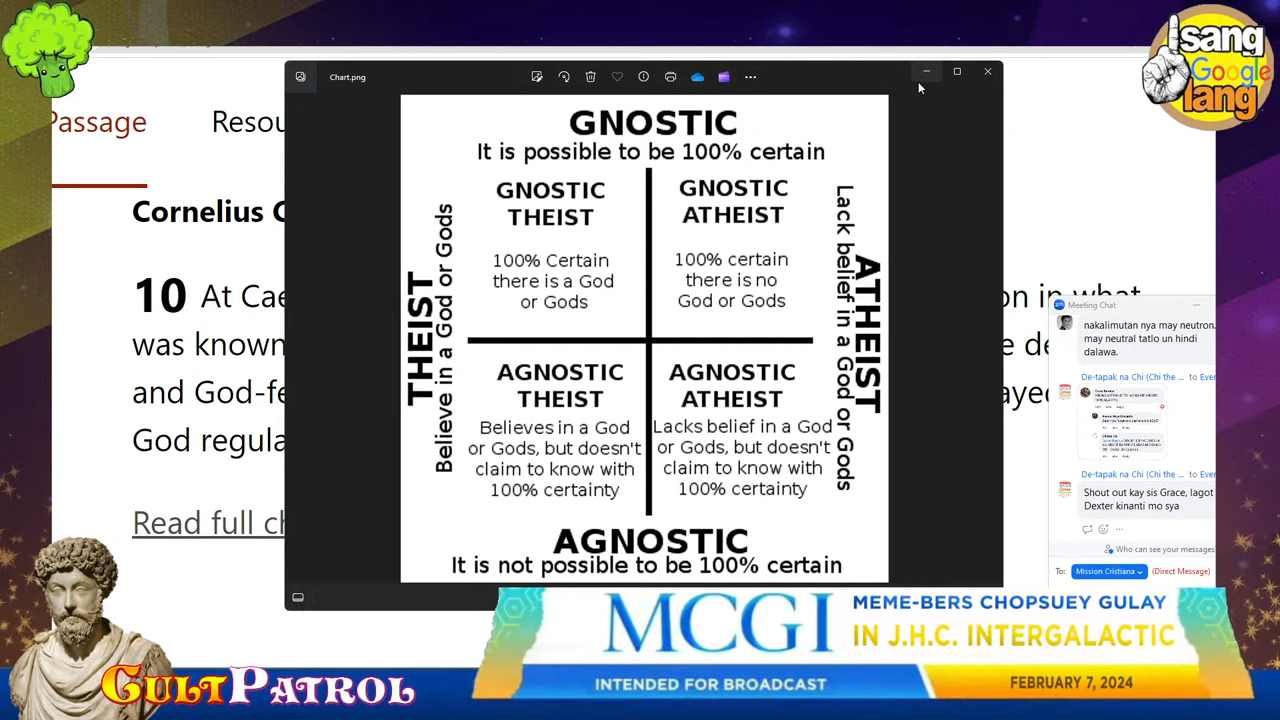 Isang
Google
lang
Chart.png
Passage
Resou
Cornelius C
10 At Cae
on in what
was known
e de
and God-fe
ayed
God regula
Read full ch
GNOSTIC
It is possible to be 100% certain
THEIST
Believe in a God or Gods
GNOSTIC
THEIST
100% Certain
there is a God
or Gods
GNOSTIC
ATHEIST
100% certain
there is no
God or Gods
Lack belief in a God or Gods
ATHEIST
AGNOSTIC
THEIST
Believes in a God
or Gods, but doesn't
claim to know with
100% certainty
AGNOSTIC
ATHEIST
Lacks belief in a God
or Gods, but doesn't
claim to know with
100% certainty
AGNOSTIC
It is not possible to be 100% certain
zm Meeting Chat
nakalimutan nya may neutron.
may neutral tatlo un hindi
dalawa.
De-tapak na Chi (Chi the ... to Ever
De-tapak na Chi (Chi the ... to Ever
Shout out kay sis Grace, lagot
Dexter kinanti mo sya
Who can see your messages
To: Mission Cristiana (Direct Message)
CULTPATROL
MCGI
MEME-BERS CHOPSUEY GULAY
IN J.H.C. INTERGALACTIC
INTENDED FOR BROADCAST
FEBRUARY 7, 2024